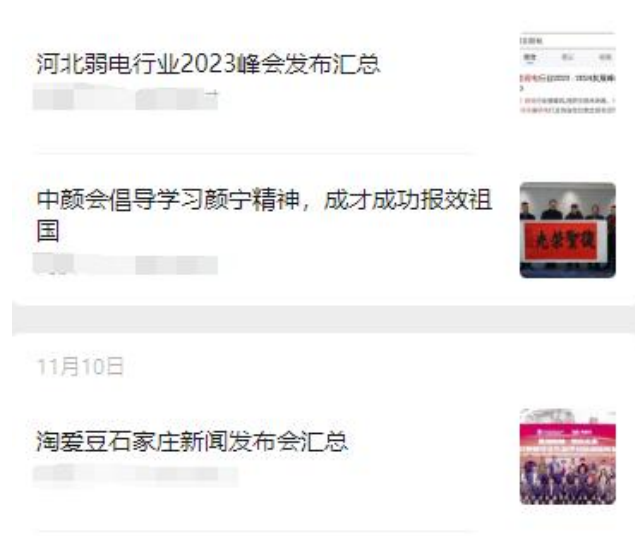 河北弱电行业2023峰会发布汇总
中颜会倡导学习颜宁精神，成才成功报效祖
国
11月10日
淘爱豆石家庄新闻发布会汇总